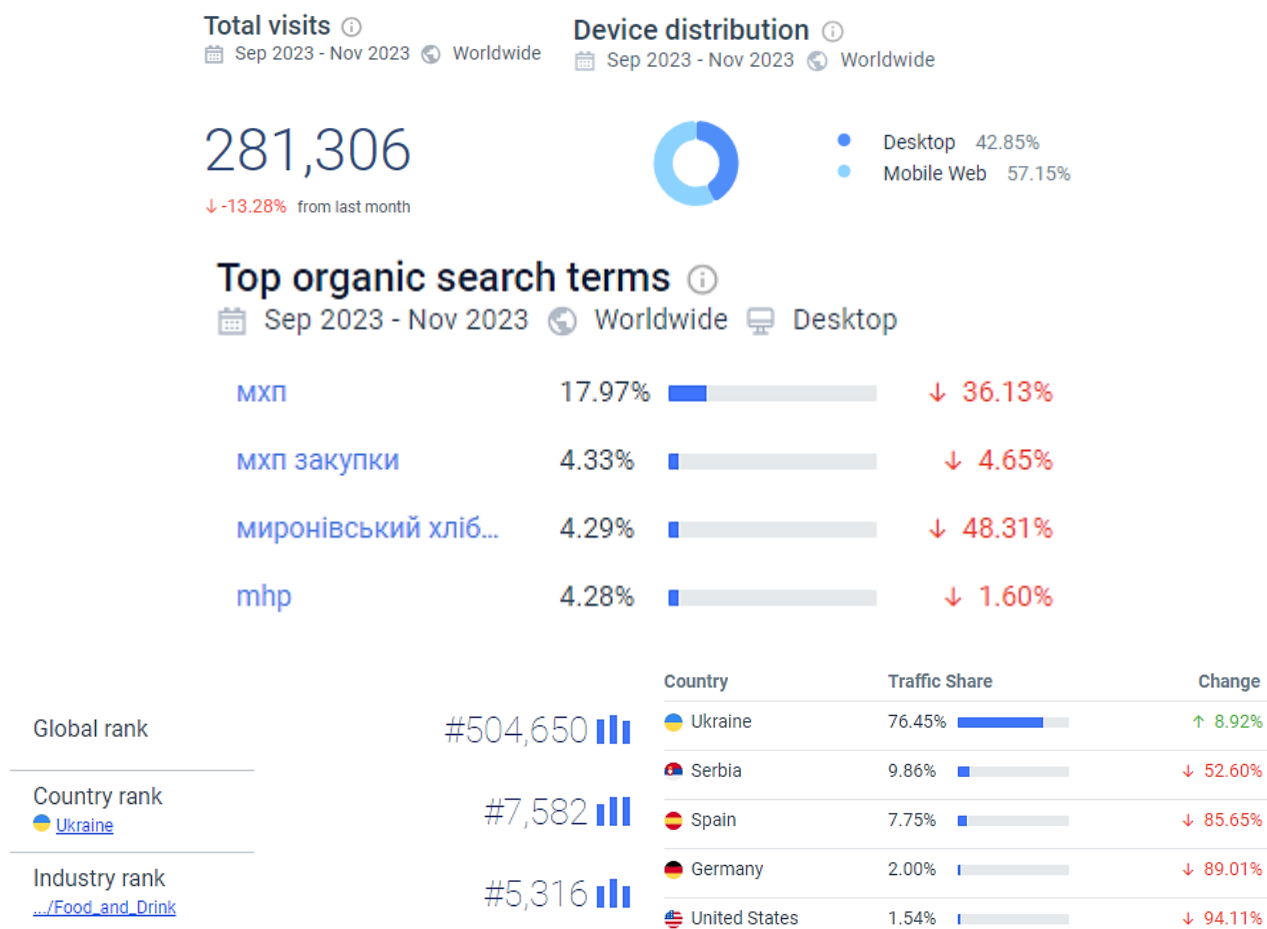 Total visits
Sep 2023 - Nov 2023 Worldwide
281,306
↓ -13.28% from last month
Device distribution
Sep 2023 - Nov 2023 Worldwide
Desktop 42.85%
Mobile Web 57.15%
Top organic search terms
Sep 2023 - Nov 2023 Worldwide Desktop
мхп 17.97% ↓ 36.13%
мхп закупки 4.33% ↓ 4.65%
миронівський хліб... 4.29% ↓ 48.31%
mhp 4.28% ↓ 1.60%
Global rank #504,650
Country rank #7,582
Ukraine
Industry rank #5,316
.../Food_and_Drink
Country Traffic Share Change
Ukraine 76.45% ↑ 8.92%
Serbia 9.86% ↓ 52.60%
Spain 7.75% ↓ 85.65%
Germany 2.00% ↓ 89.01%
United States 1.54% ↓ 94.11%